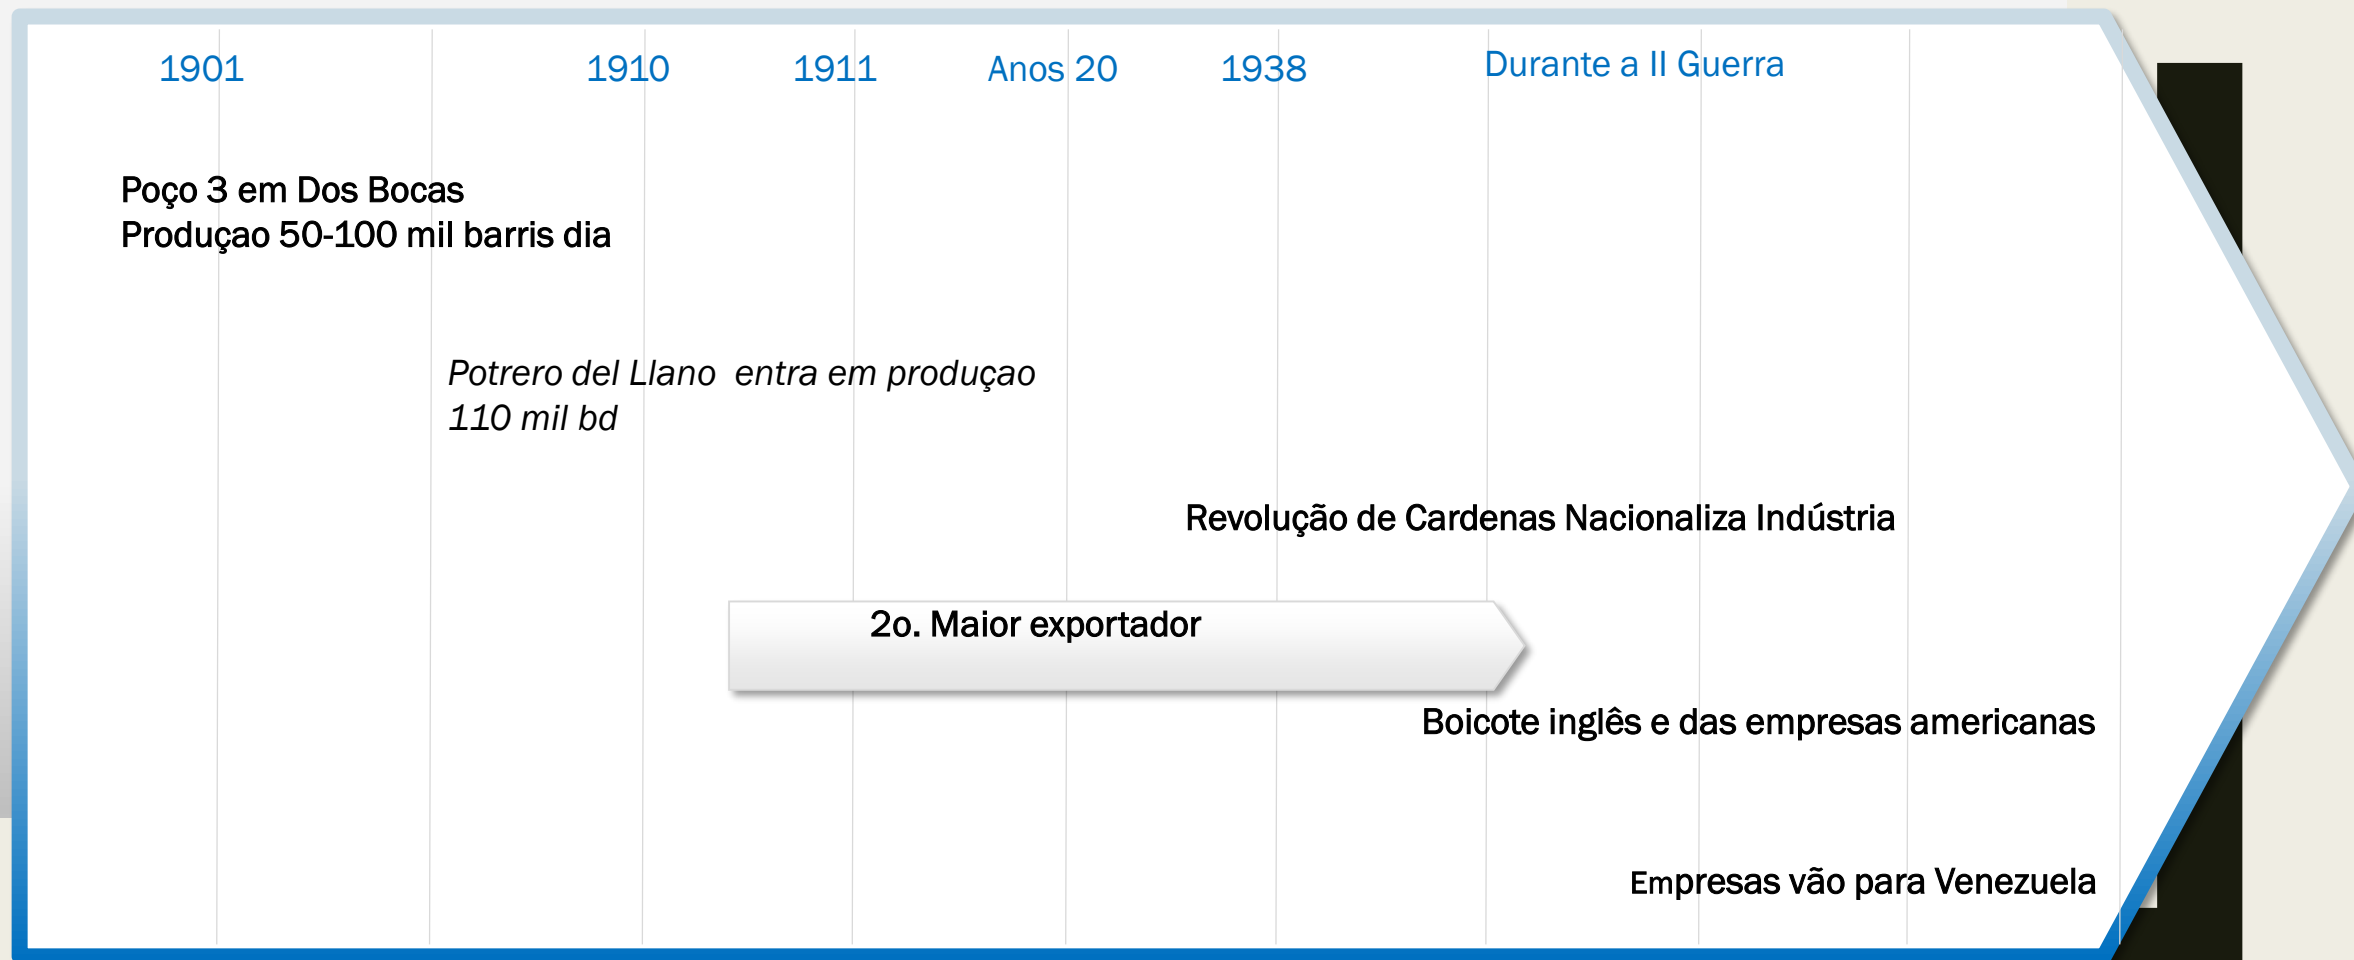 1901 1910 1911 Anos 20 1938 Durante a II Guerra
Poço 3 em Dos Bocas
Produçao 50-100 mil barris dia
Potrero del Llano entra em produçao
110 mil bd
Revolução de Cardenas Nacionaliza Indústria
2o. Maior exportador
Boicote inglês e das empresas americanas
Empresas vão para Venezuela